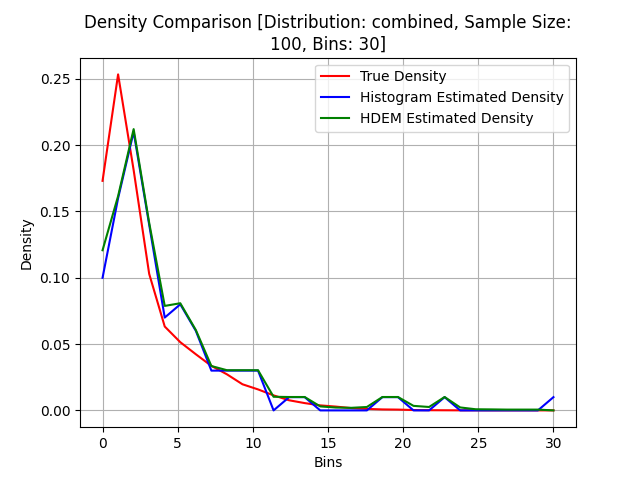 Density Comparison [Distribution: combined, Sample Size:
100, Bins: 30]
True Density
Histogram Estimated Density
HDEM Estimated Density
Density
0.25
0.20
0.15
0.10
0.05
0.00
0 5 10 15 20 25 30
Bins